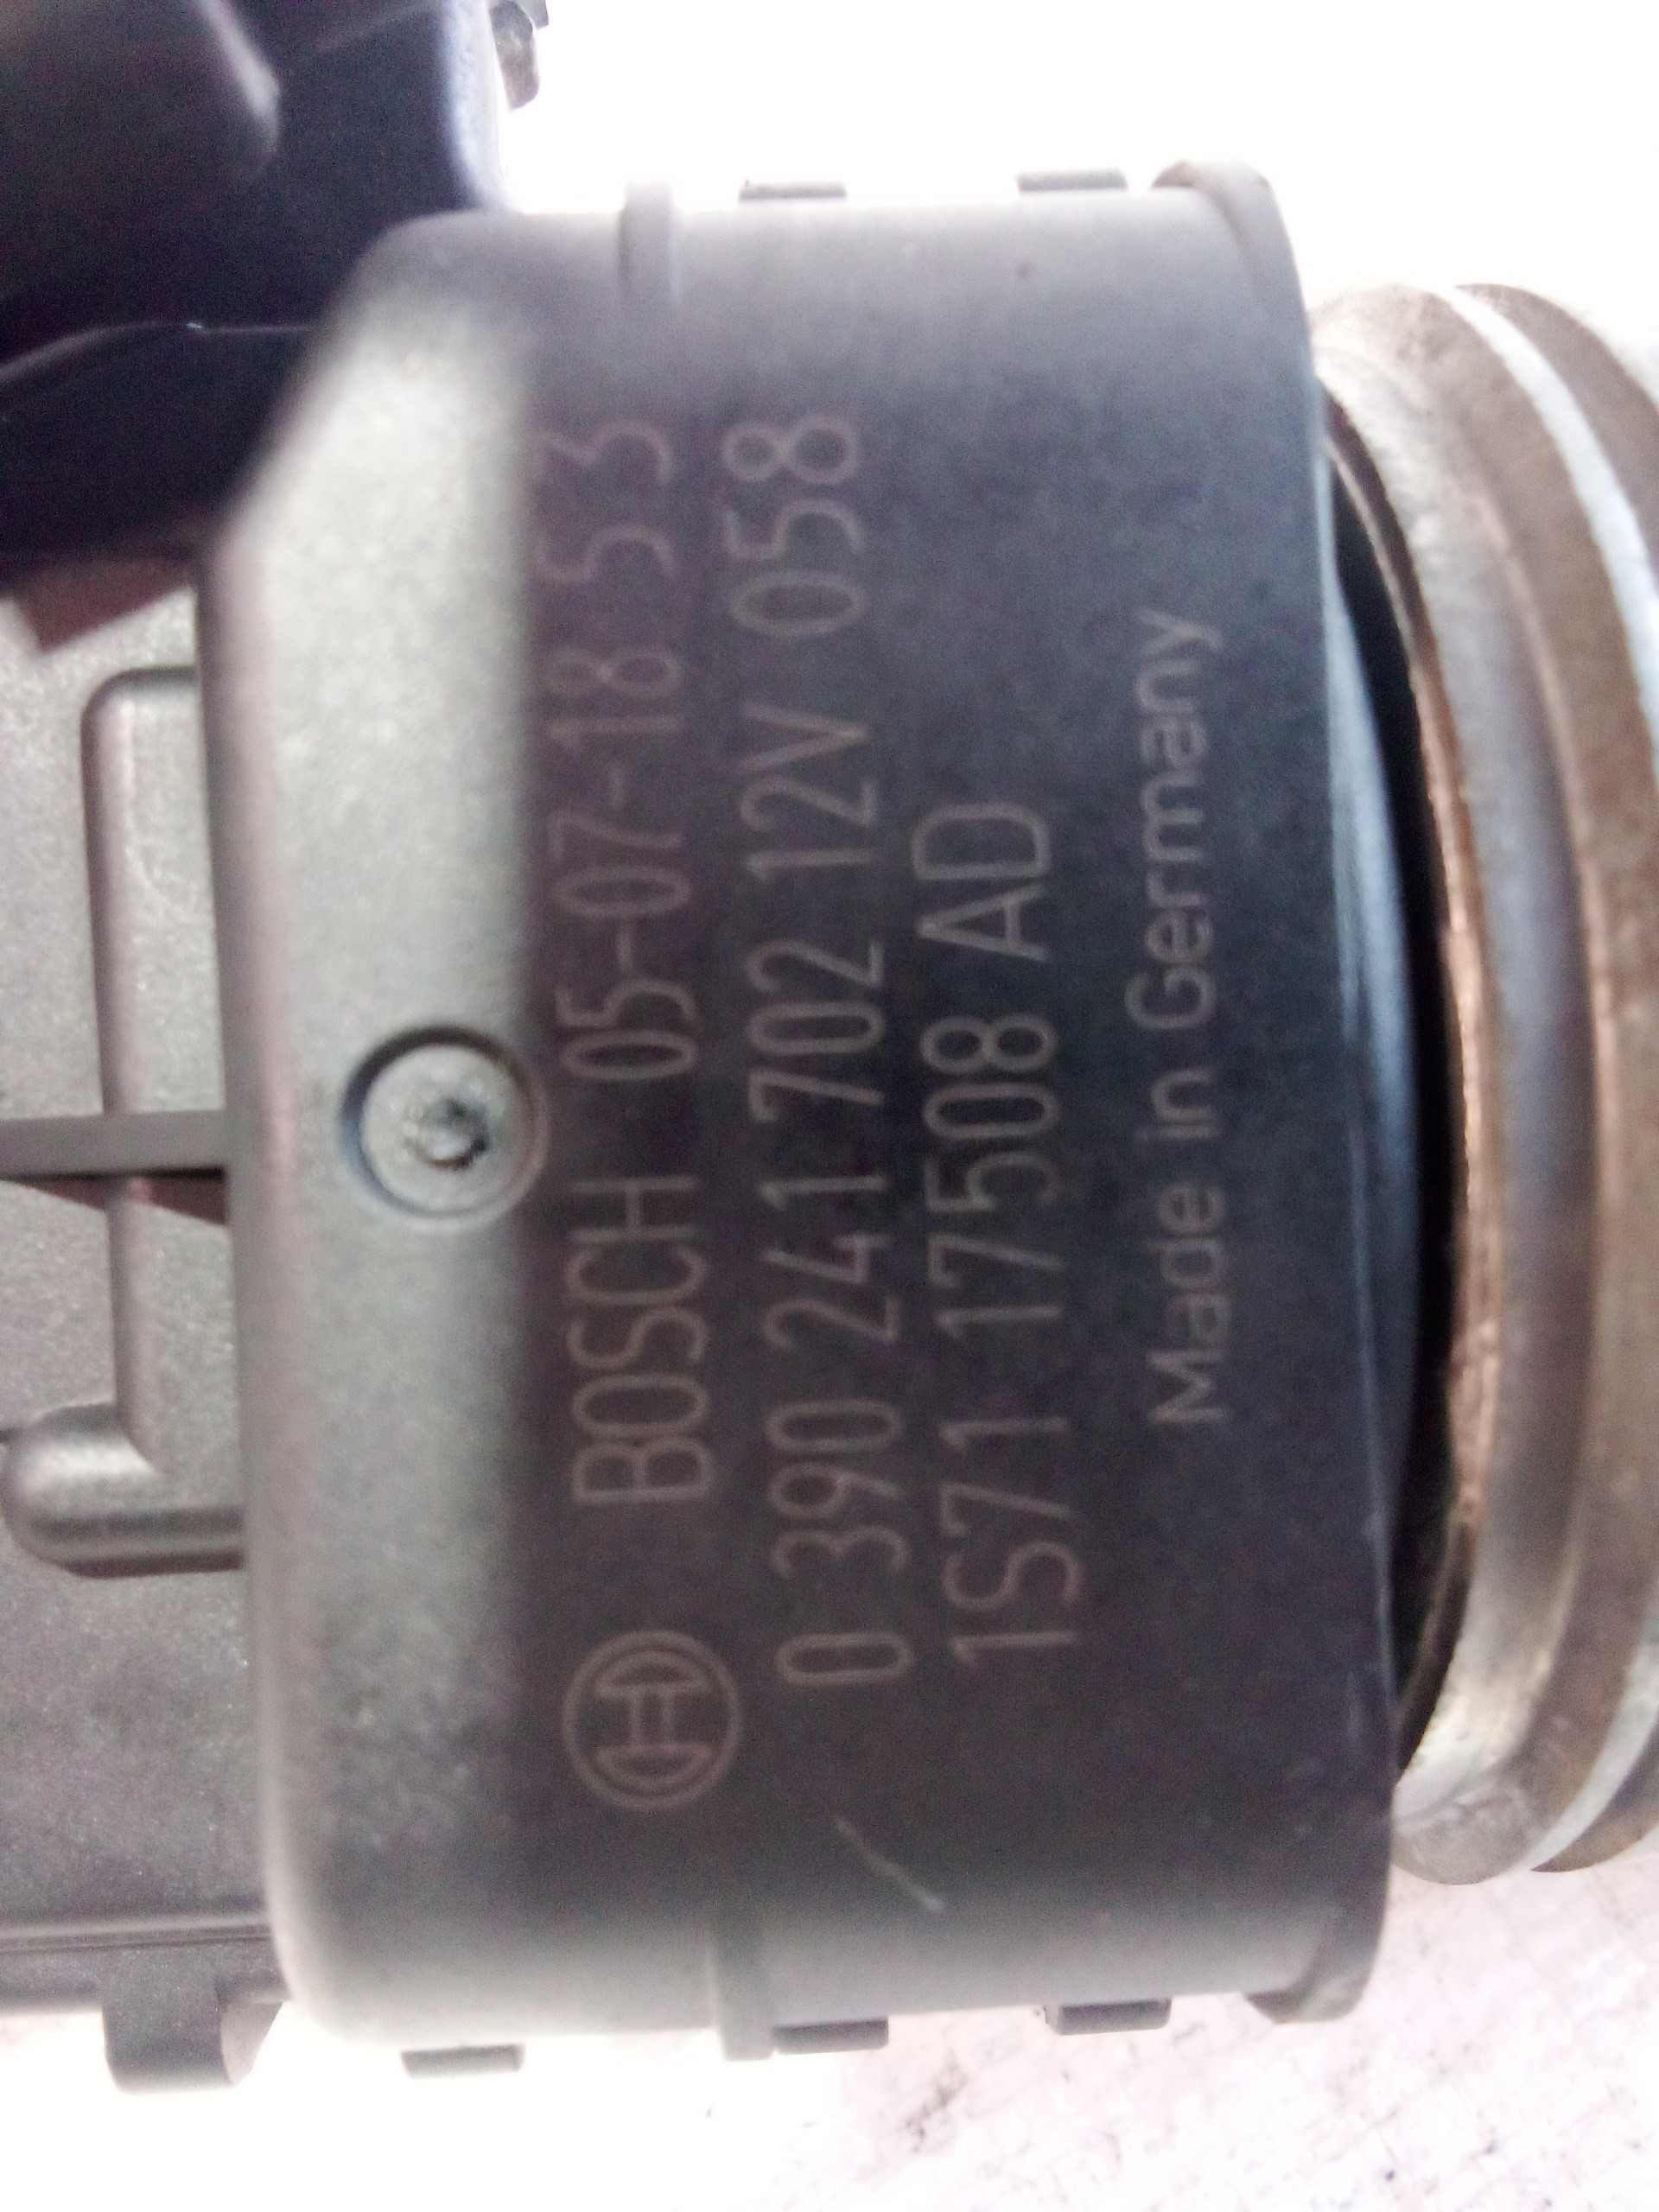 BOSCH 05-07-18 53
0 390 241 702 12V 058
1S71 17508 AD
Made in Germany